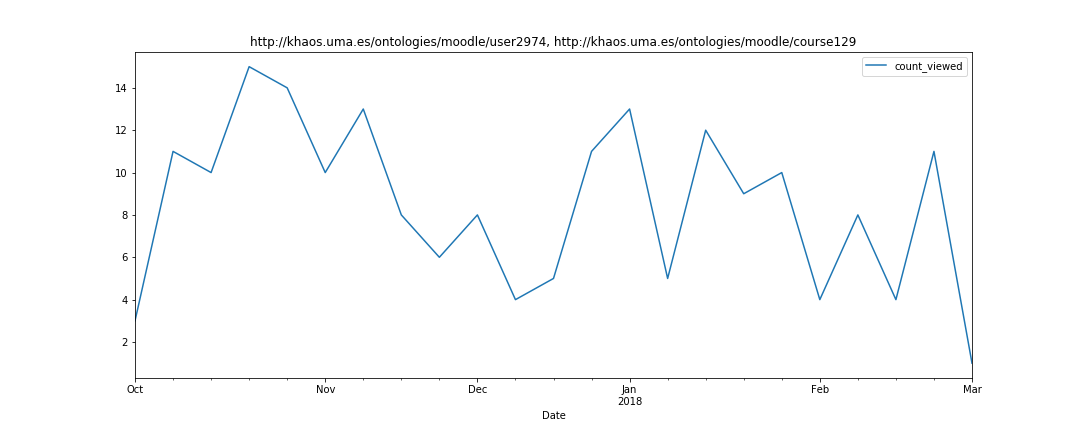 http://khaos.uma.es/ontologies/moodle/user2974, http://khaos.uma.es/ontologies/moodle/course129
count_viewed
14
12
10
8
6
4
2
Oct Nov Dec Jan Feb Mar
2018
Date